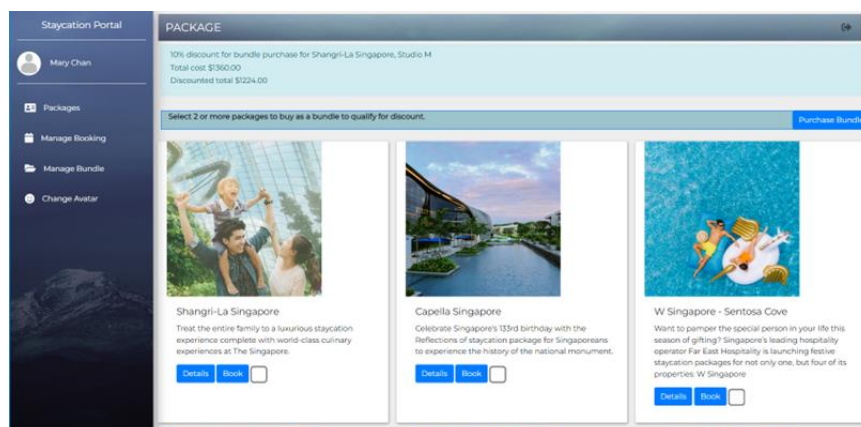 Staycation Portal
Mary Chan
Packages
Manage Booking
Manage Bundle
Change Avatar
PACKAGE
10% discount for bundle purchase for Shangri-La Singapore, Studio M
Total cost $1360.00
Discounted total $1224.00
Select 2 or more packages to buy as a bundle to qualify for discount.
Purchase Bundle
Shangri-La Singapore
Treat the entire family to a luxurious staycation
experience complete with world-class culinary
experiences at The Singapore.
Details Book
Capella Singapore
Celebrate Singapore's 133rd birthday with the
Reflections of staycation package for Singaporeans
to experience the history of the national monument.
Details Book
W Singapore - Sentosa Cove
Want to pamper the special person in your life this
season of gifting? Singapore's leading hospitality
operator Far East Hospitality is launching festive
staycation packages for not only one, but four of its
properties: W Singapore
Details Book